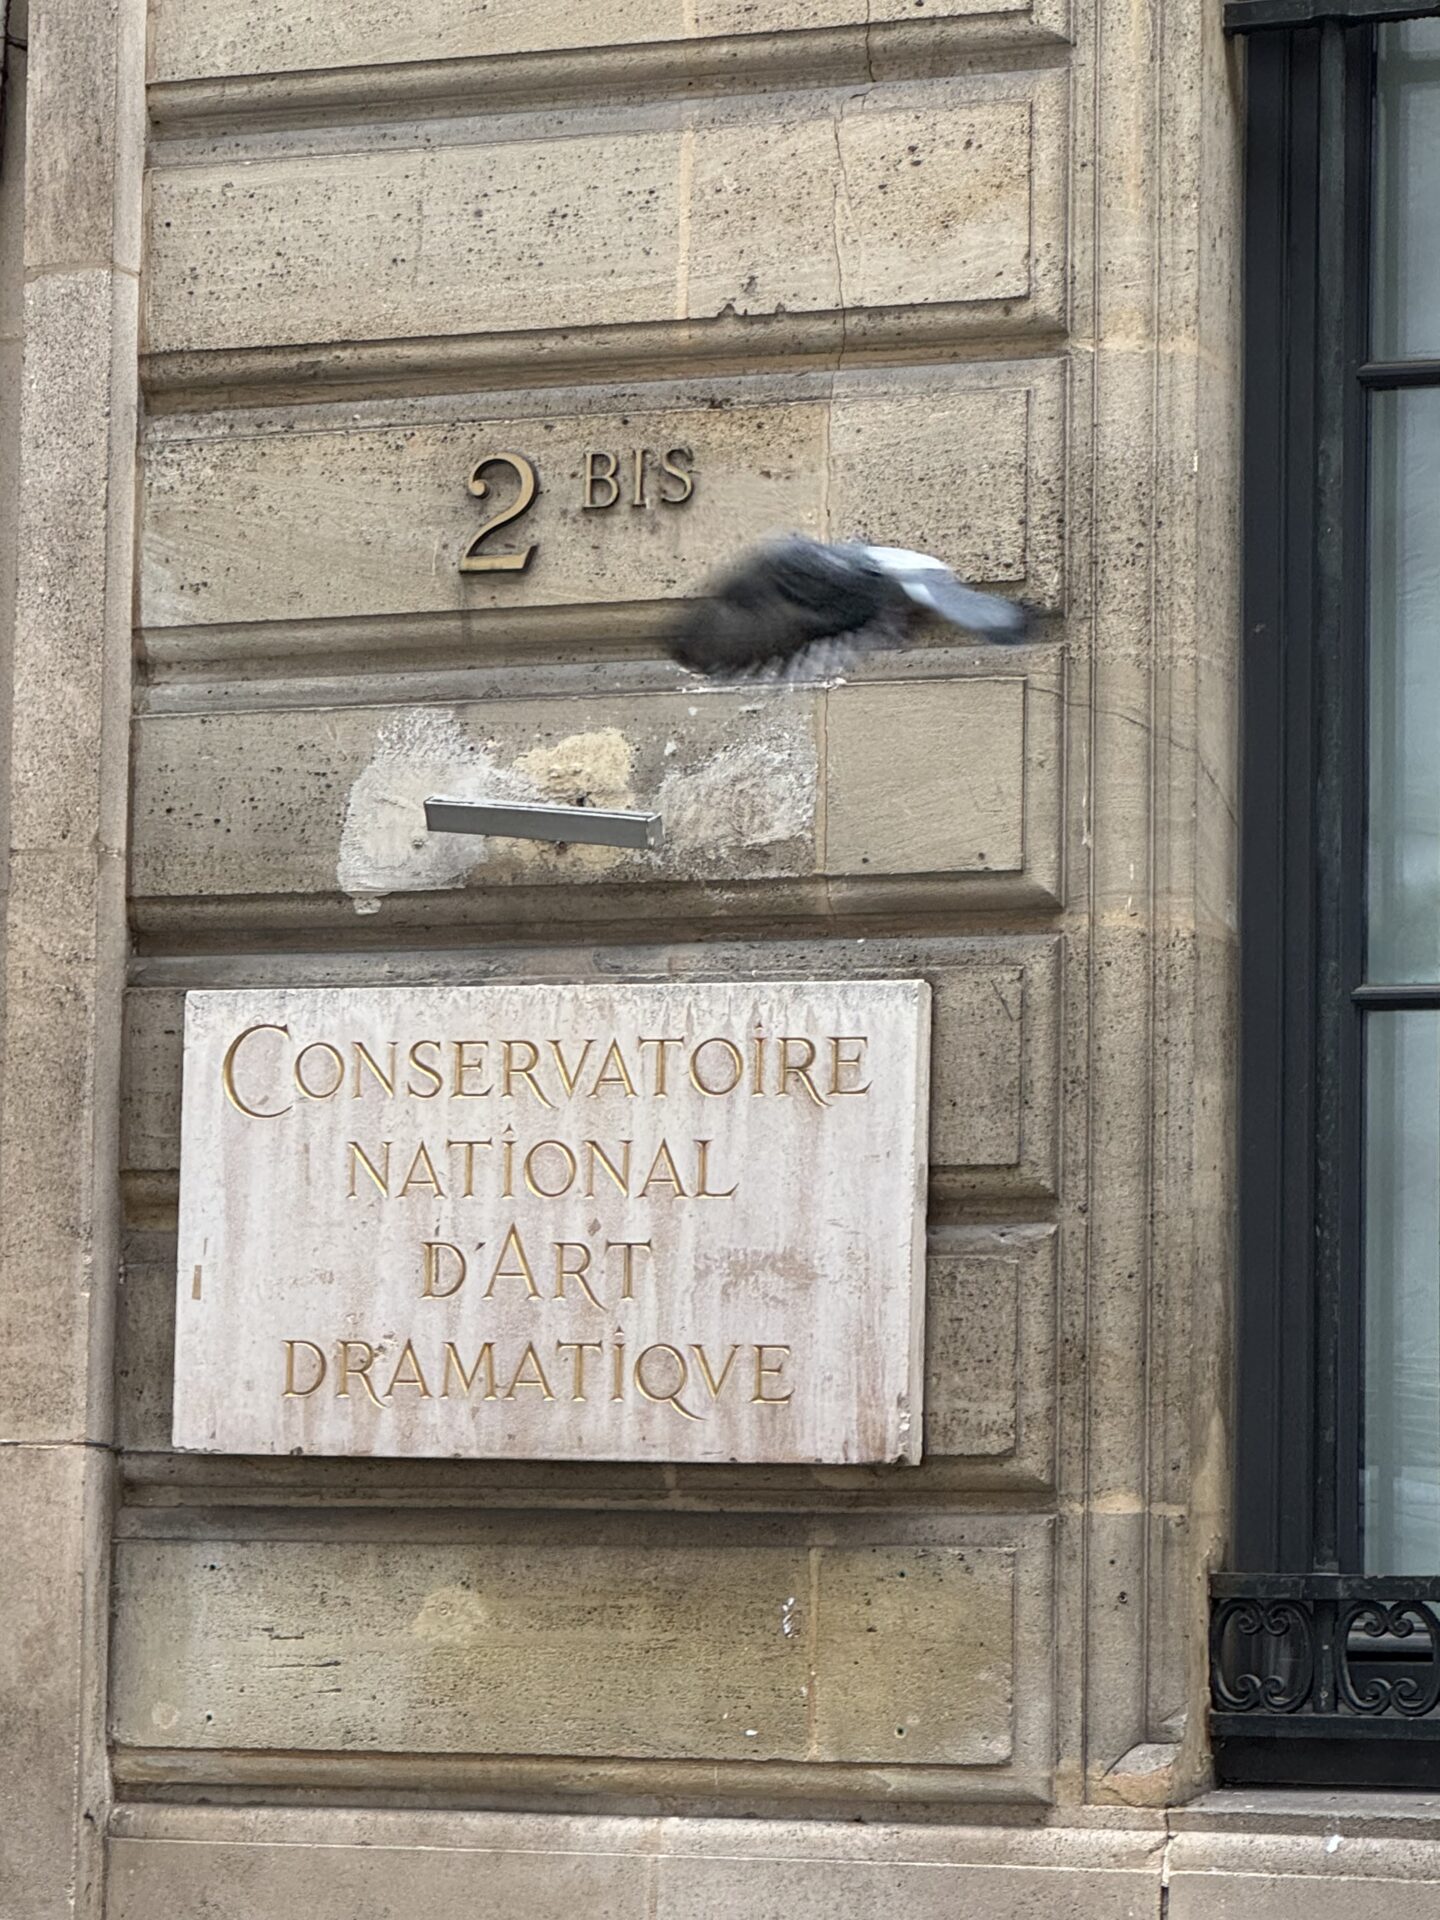 2 BIS
CONSERVATOIRE
NATIONAL
D'ART
DRAMATIQVE